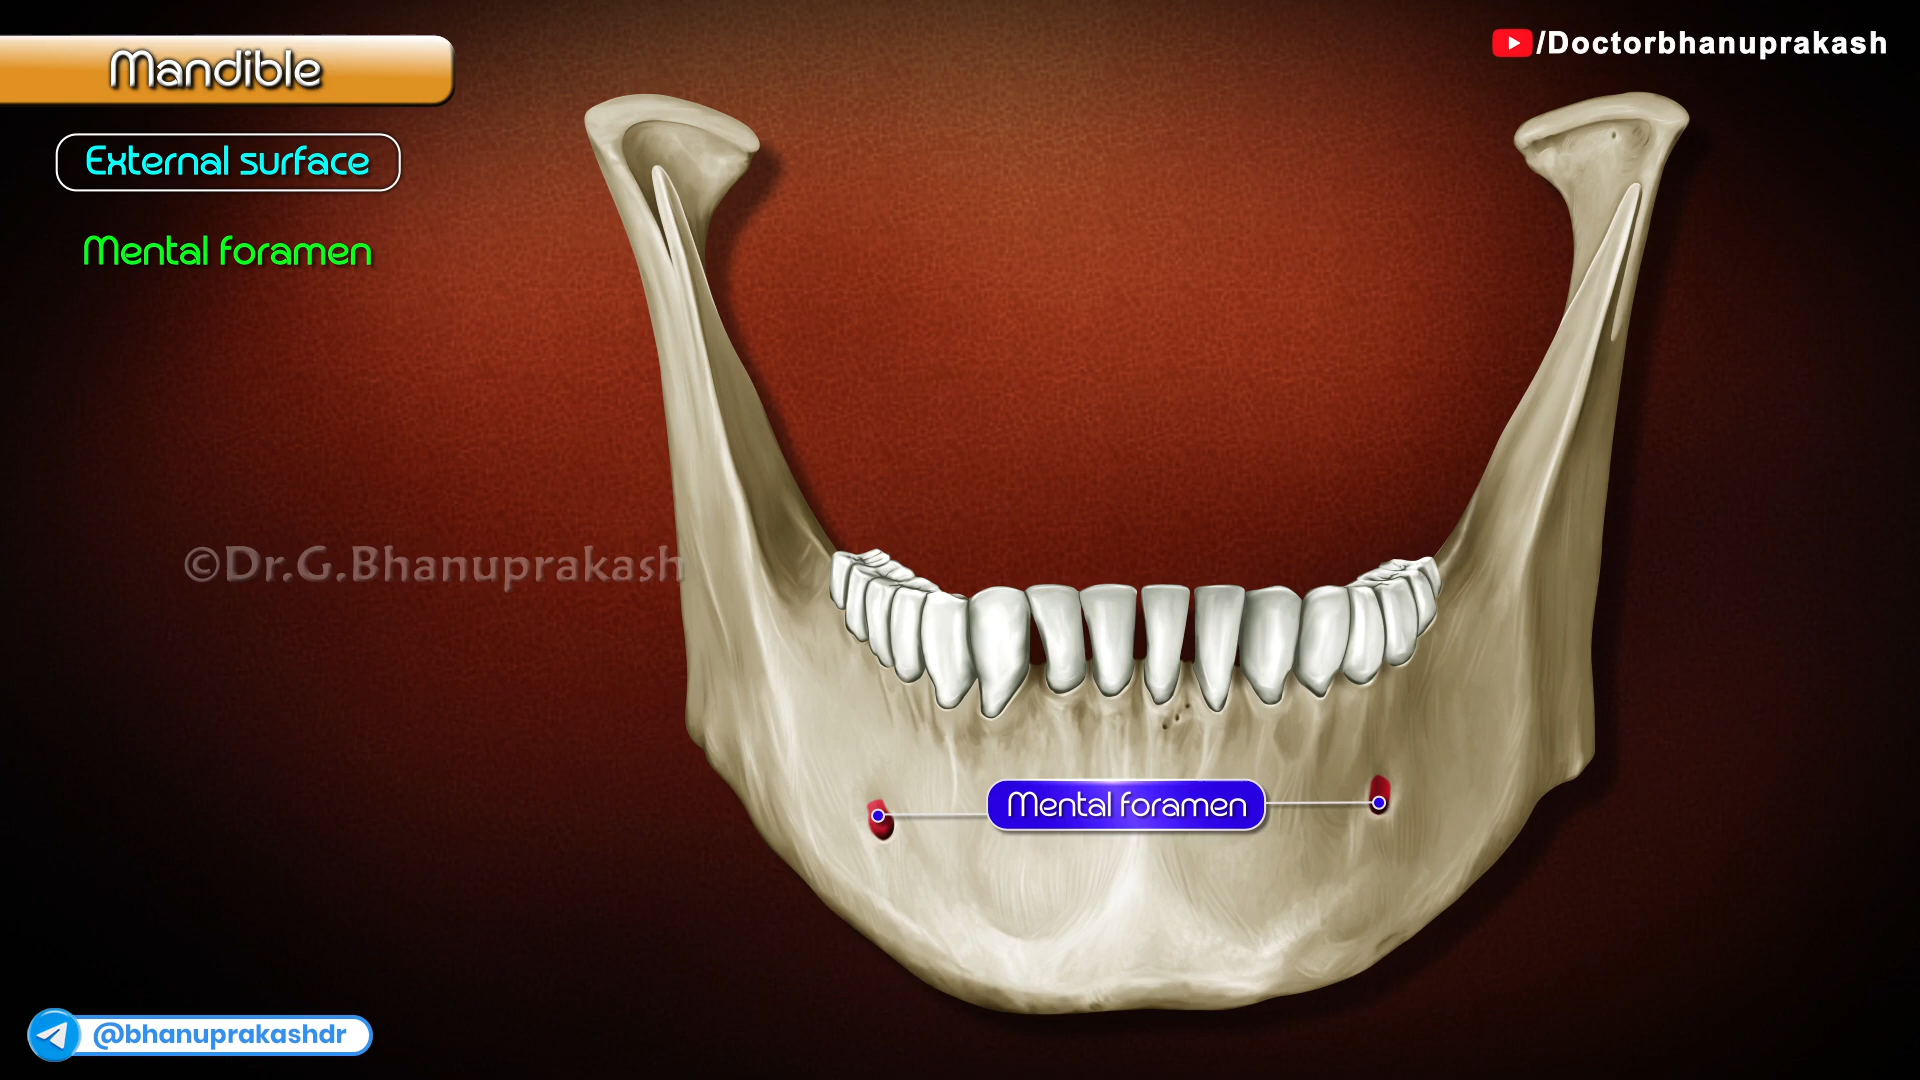 Mandible
/Doctorbhanuprakash
External surface
Mental foramen
©Dr.G.Bhanuprakash
Mental foramen
@bhanuprakashdr